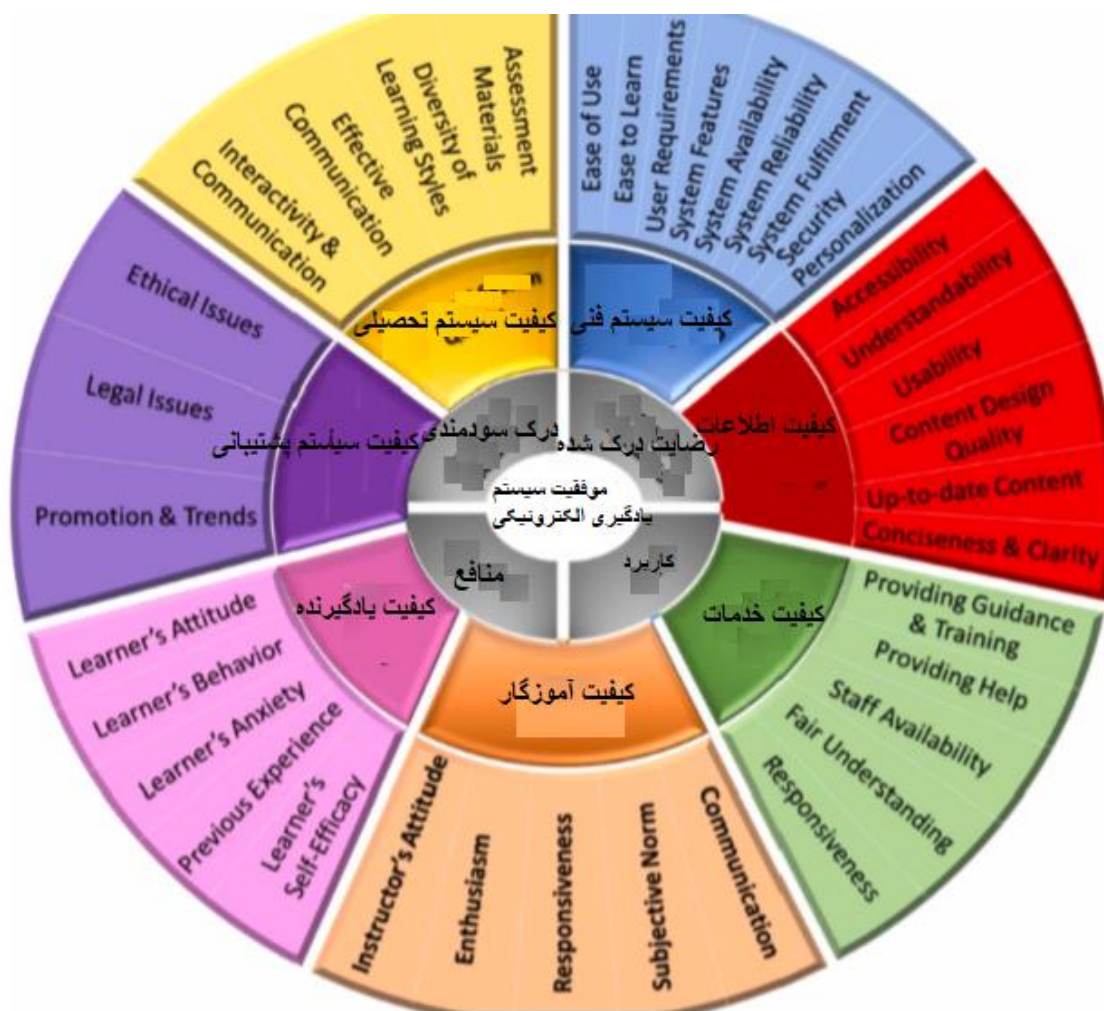 Assessment
Materials
Diversity of
Learning Styles
Effective
Communication
Interactivity &
Communication
Ease of Use
Ease to Learn
User Requirements
System Features
System Availability
System Reliability
System Fulfilment
Security
Personalization
Accessibility
Understandability
Usability
Content Design
Quality
Up-to-date Content
Conciseness & Clarity
Providing Guidance
& Training
Providing Help
Staff Availability
Fair Understanding
Responsiveness
Communication
Subjective Norm
Responsiveness
Enthusiasm
Instructor's Attitude
Learner's
Self-Efficacy
Previous Experience
Learner's Anxiety
Learner's Behavior
Learner's Attitude
Promotion & Trends
Legal Issues
Ethical Issues
کیفیت سیستم تحصیلی
کیفیت سیستم فنی
کیفیت اطلاعات
کیفیت خدمات
کیفیت آموزگار
کیفیت یادگیرنده
کیفیت سیأستم پشتیبانی
درک سودمندی
رضایت درک شده
کاربرد
منافع
موفقیت سیستم
یادگیری الکترونیکی